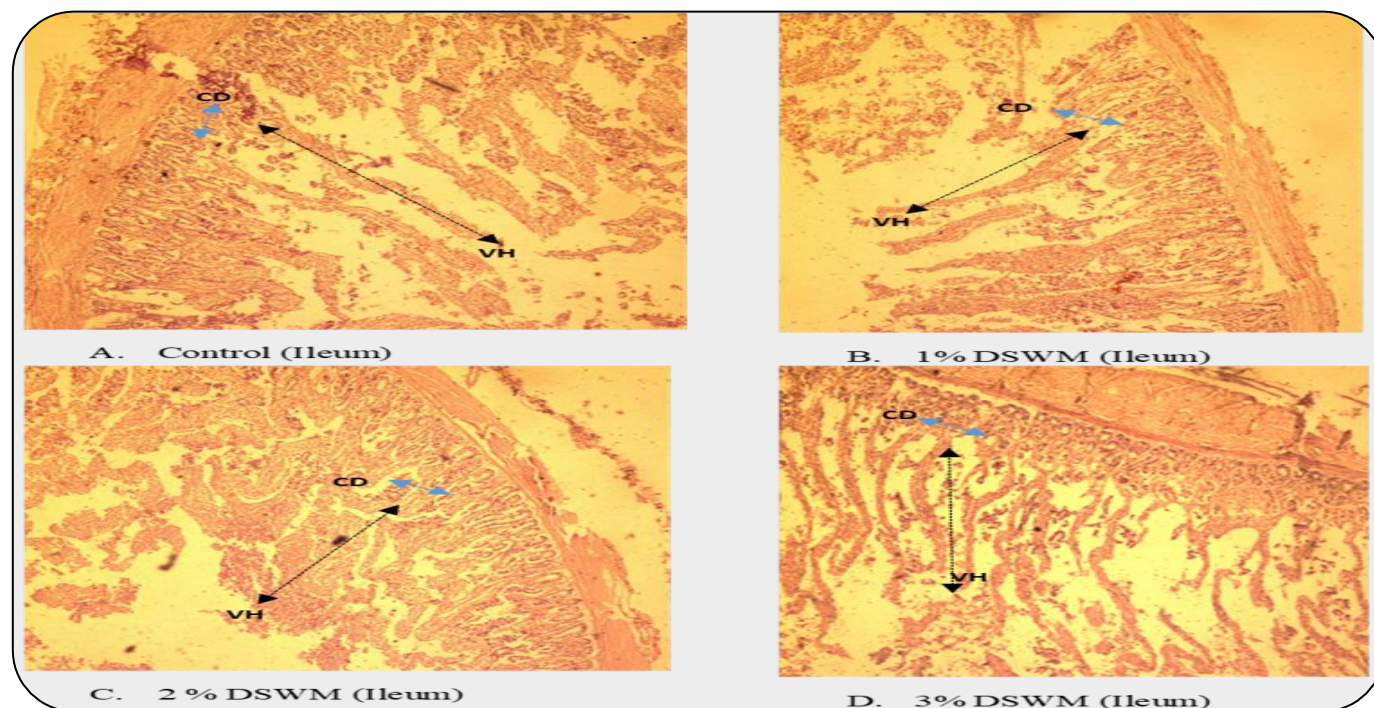 CD
VH
A. Control (Ileum)
CD
VH
B. 1% DSWM (Ileum)
CD
VH
C. 2 % DSWM (Ileum)
CD
VH
D. 3% DSWM (Ileum)